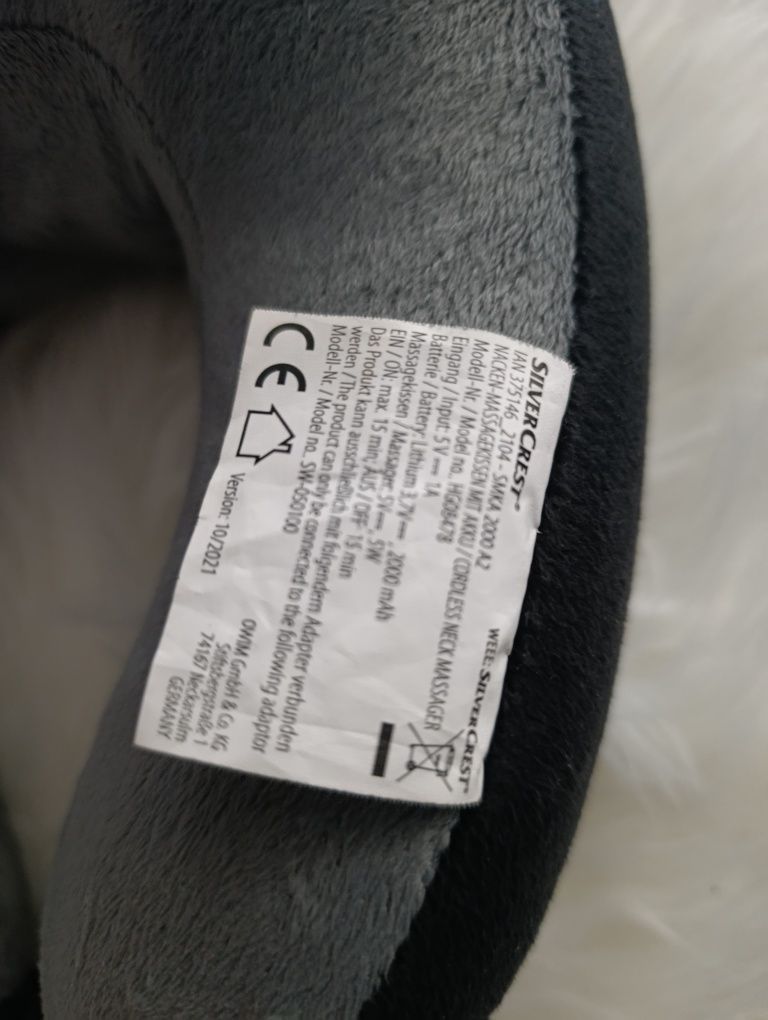 SILVERCREST®
IAN 375146_2104 - SMKA 2000 A2
NACKEN-MASSAGEKISSEN MIT AKKU / CORDLESS NECK MASSAGER
Modell-Nr. / Model no. HG08478
Eingang / Input: 5 V⎓ 1A
Batterie / Battery: Lithium 3,7V⎓, 2000 mAh
Massagekissen / Massager: 5V⎓, 5W
EIN / ON: max. 15 min, AUS / OFF: 15 min
Das Produkt kann ausschließlich mit folgendem Adapter verbunden
werden / The product can only be connected to the following adaptor
Modell-Nr. / Model no. SW-050100
CE
Version: 10/2021
WEEE: SILVERCREST®
OWIM GmbH & Co. KG
Stiftsbergstraße 1
74167 Neckarsulm
GERMANY